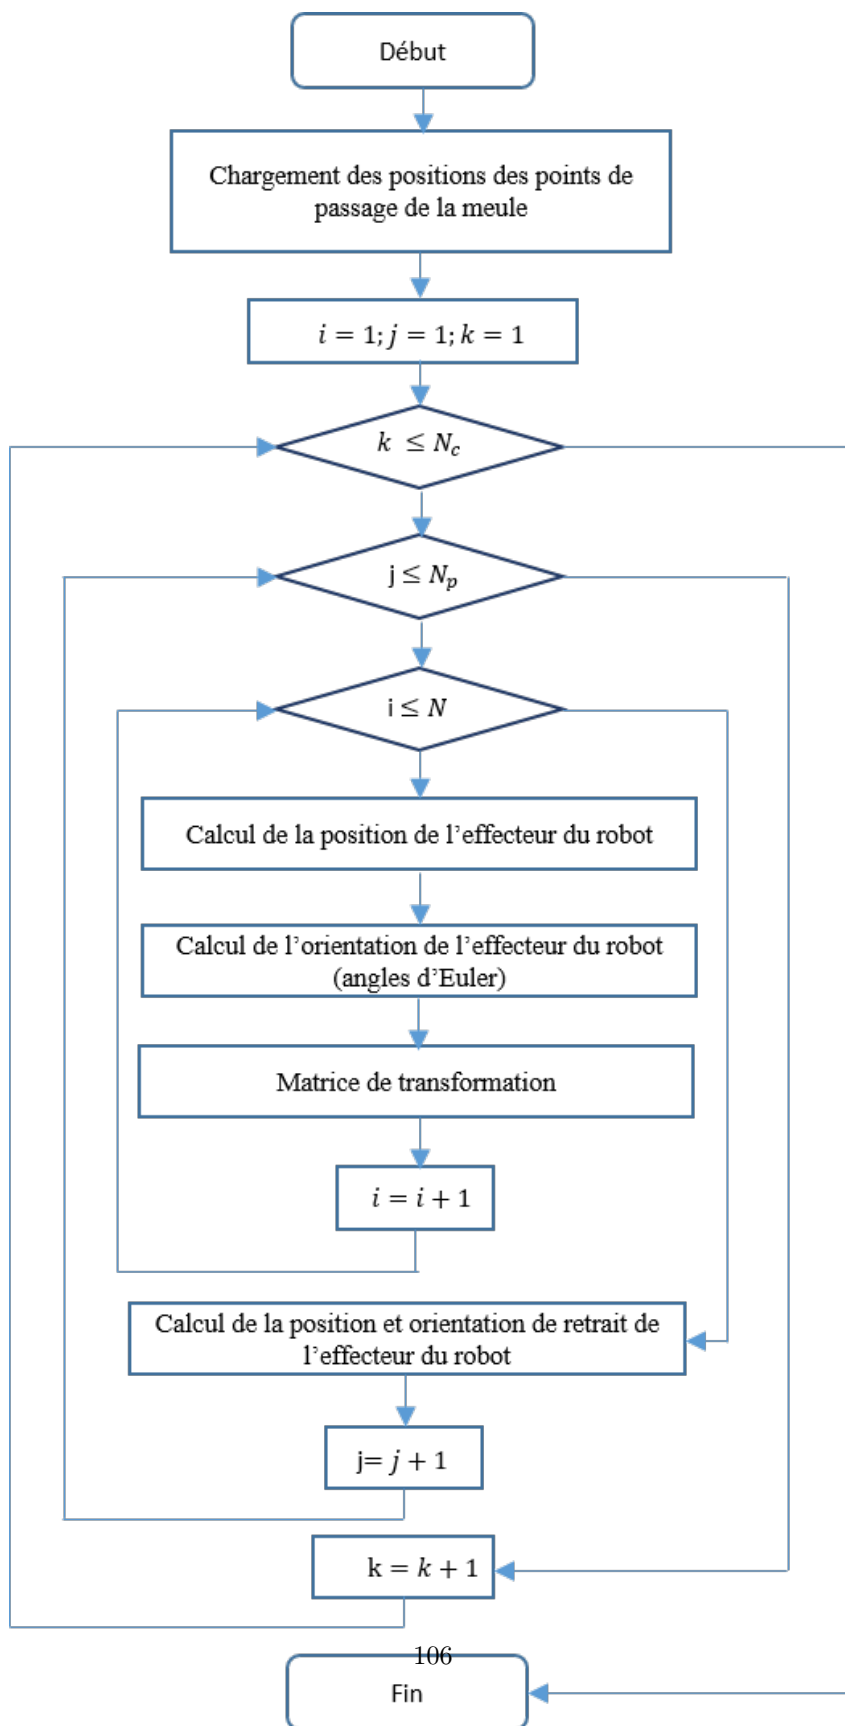 Début
Chargement des positions des points de
passage de la meule
i = 1; j = 1; k = 1
k ≤ N_c
j ≤ N_p
i ≤ N
Calcul de la position de l’effecteur du robot
Calcul de l’orientation de l’effecteur du robot
(angles d’Euler)
Matrice de transformation
i = i + 1
Calcul de la position et orientation de retrait de
l’effecteur du robot
j= j + 1
k = k + 1
106
Fin